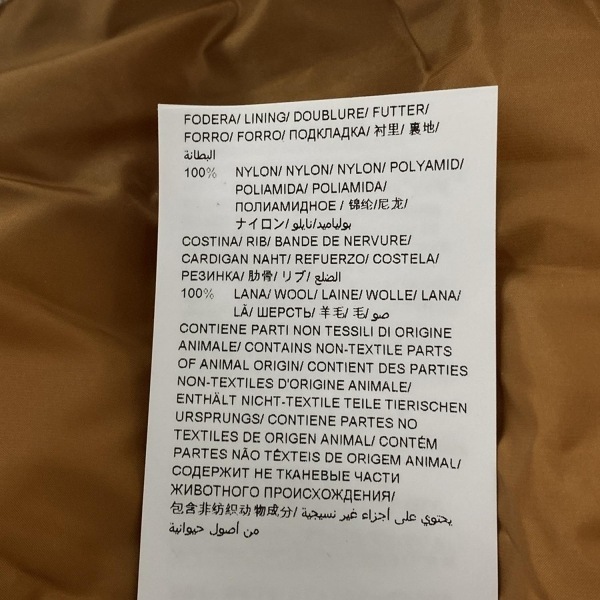 FODERA/ LINING/ DOUBLURE/ FUTTER/
FORRO/ FORRO/ ПОДКЛАДКА/ 衬里/ 裏地/
البطانة
100% NYLON/ NYLON/ NYLON/ POLYAMID/
POLIAMIDA/ POLIAMIDA/
ПОЛИАМИДНОЕ / 锦纶/尼龙/
ナイロン/ بولياميد/نايلو
COSTINA/ RIB/ BANDE DE NERVURE/
CARDIGAN NAHT/ REFUERZO/ COSTELA/
РЕЗИНКА/ 肋骨/ リブ/ الضلع
100% LANA/ WOOL/ LAINE/ WOLLE/ LANA/
LÃ/ ШЕРСТЬ/ 羊毛/ 毛/ صو
CONTIENE PARTI NON TESSILI DI ORIGINE
ANIMALE/ CONTAINS NON-TEXTILE PARTS
OF ANIMAL ORIGIN/ CONTIENT DES PARTIES
NON-TEXTILES D'ORIGINE ANIMALE/
ENTHÄLT NICHT-TEXTILE TEILE TIERISCHEN
URSPRUNGS/ CONTIENE PARTES NO
TEXTILES DE ORIGEN ANIMAL/ CONTÉM
PARTES NÃO TÊXTEIS DE ORIGEM ANIMAL/
СОДЕРЖИТ НЕ ТКАНЕВЫЕ ЧАСТИ
ЖИВОТНОГО ПРОИСХОЖДЕНИЯ/
包含非纺织动物成分/ يحتوي على أجزاء غير نسيجية
من أصول حيوانية